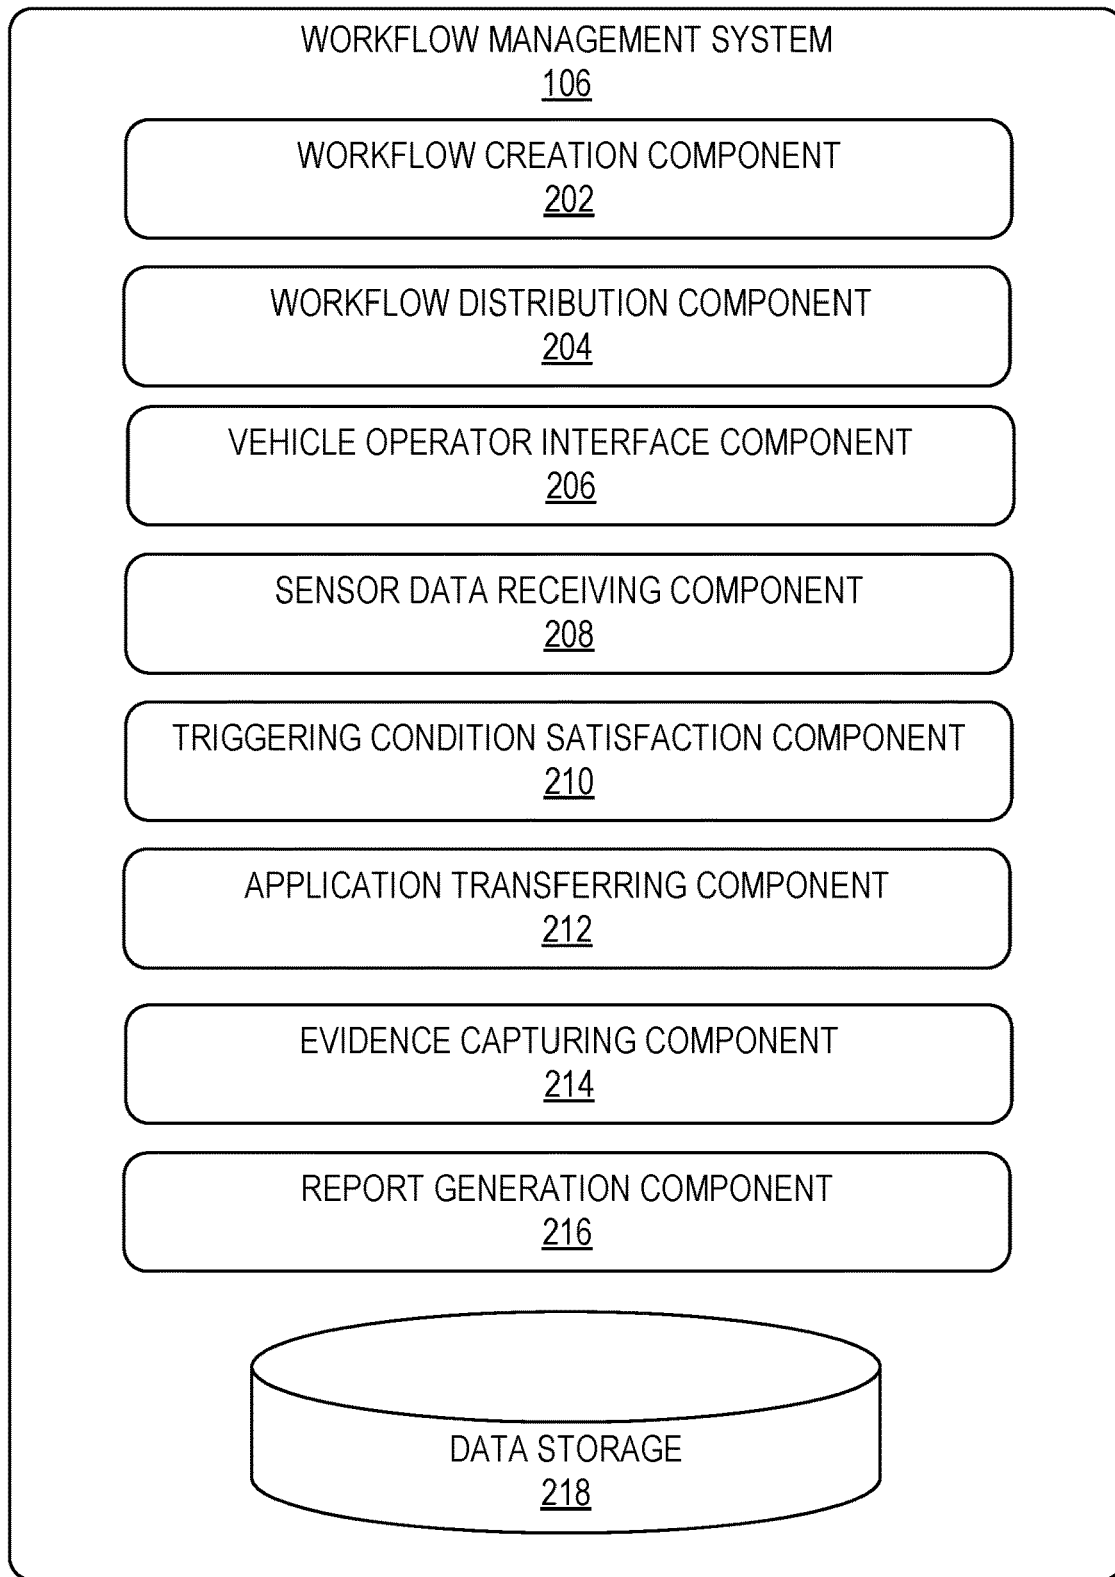 WORKFLOW MANAGEMENT SYSTEM
106
WORKFLOW CREATION COMPONENT
202
WORKFLOW DISTRIBUTION COMPONENT
204
VEHICLE OPERATOR INTERFACE COMPONENT
206
SENSOR DATA RECEIVING COMPONENT
208
TRIGGERING CONDITION SATISFACTION COMPONENT
210
APPLICATION TRANSFERRING COMPONENT
212
EVIDENCE CAPTURING COMPONENT
214
REPORT GENERATION COMPONENT
216
DATA STORAGE
218